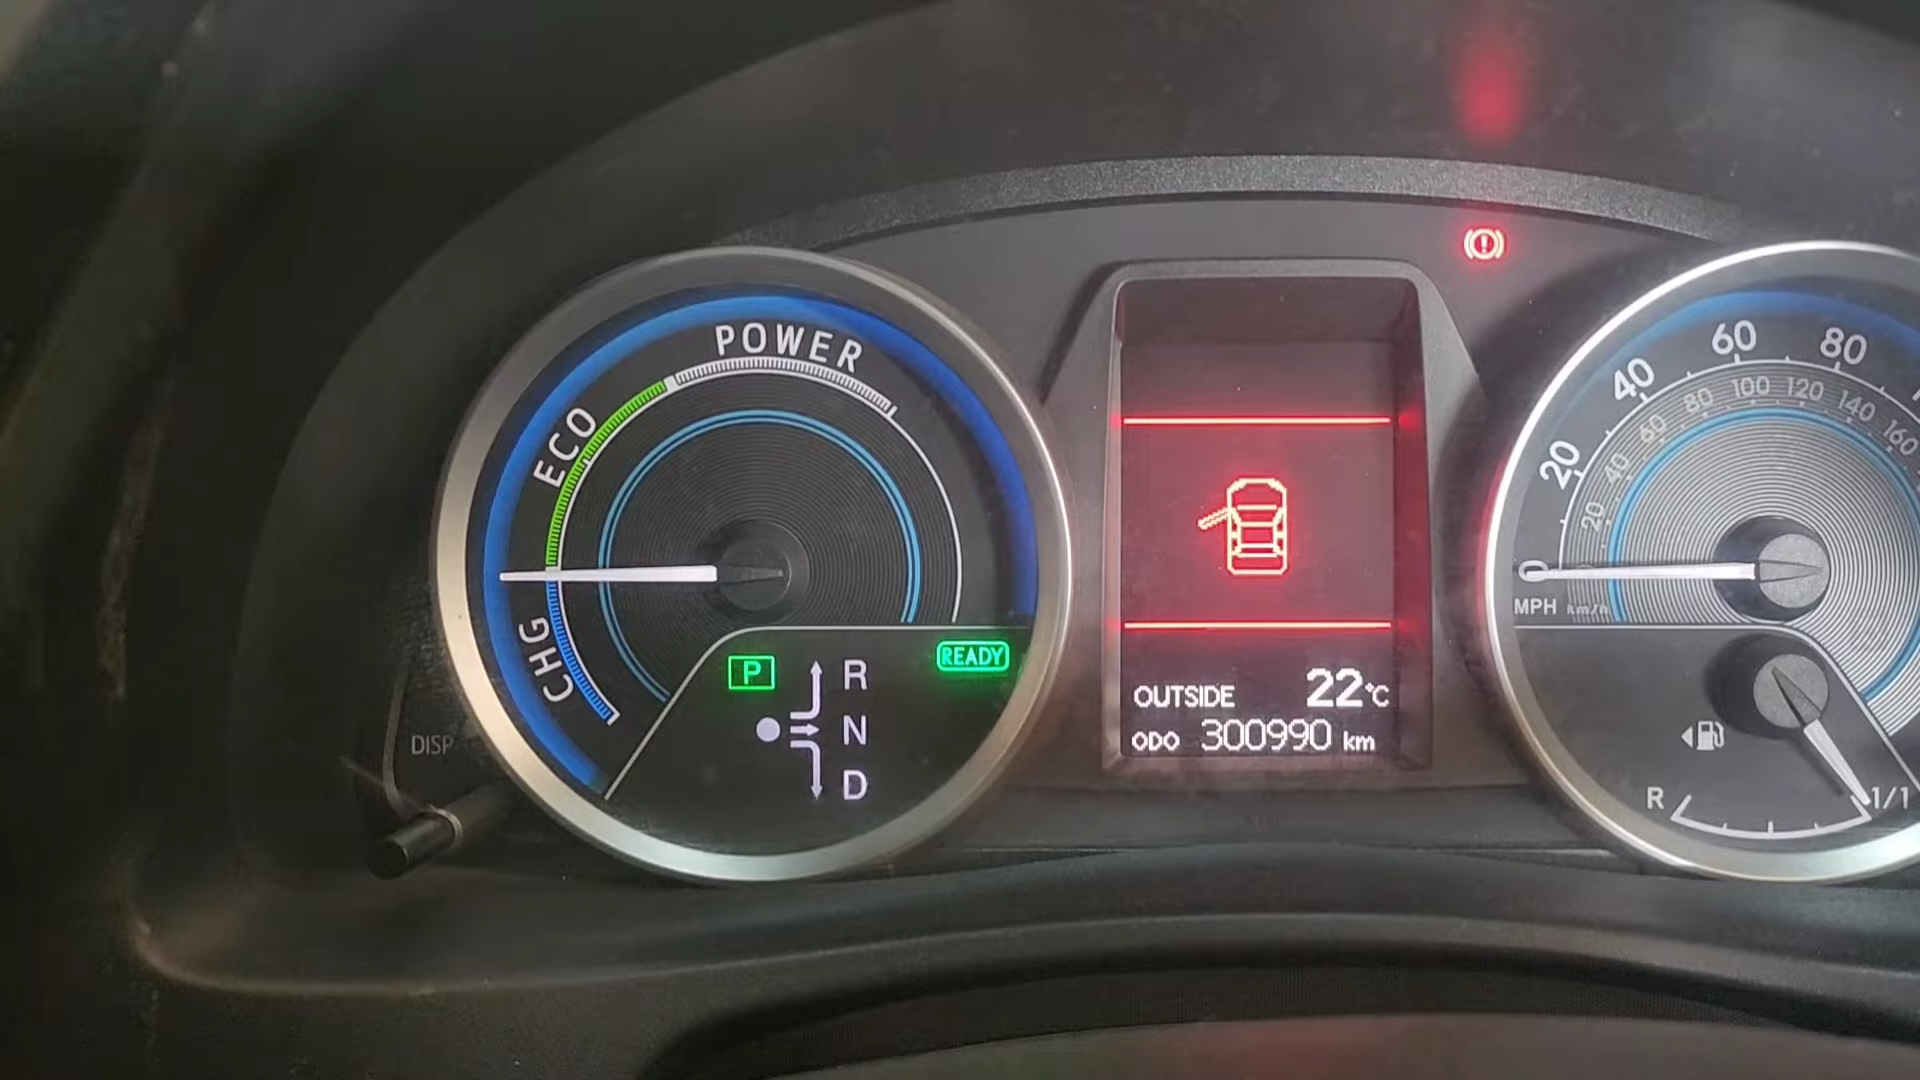 POWER
ECO
CHG
P
R
N
D
READY
DISP
OUTSIDE 22°C
ODO 300990 km
0
20
40
60
80
20
40
60
80
100
120
140
160
MPH km/h
R
1/1